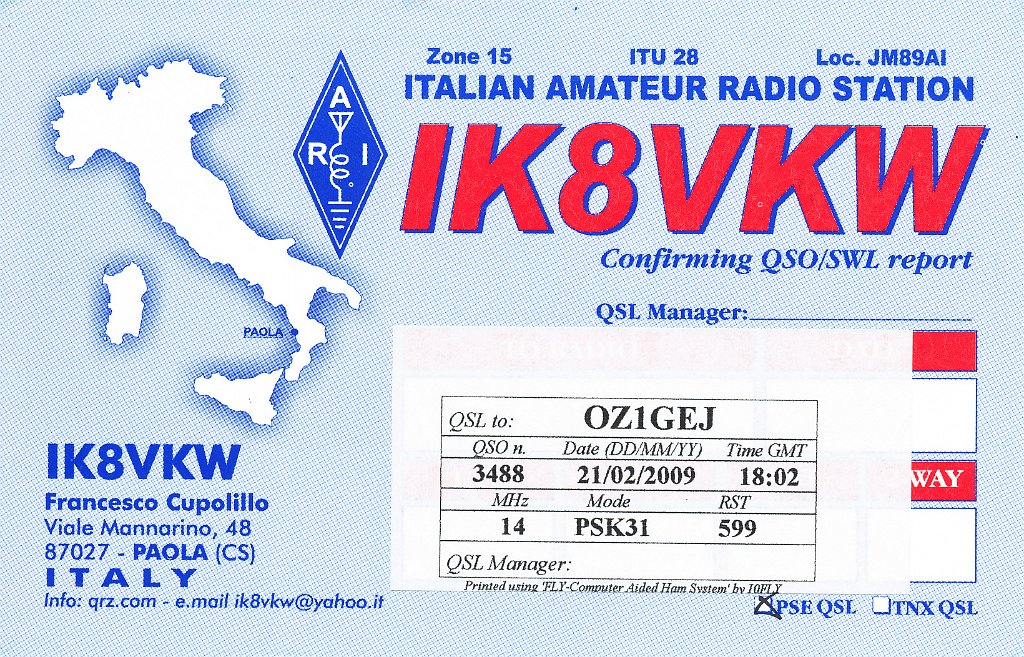 Zone 15 ITU 28 Loc. JM89AI
ITALIAN AMATEUR RADIO STATION
A
R I
IK8VKW
Confirming QSO/SWL report
QSL Manager:
PAOLA
TO RADIO DATE
QSL to: OZ1GEJ
QSO n. Date (DD/MM/YY) Time GMT
3488 21/02/2009 18:02
WAY
MHz Mode RST
14 PSK31 599
QSL Manager:
Printed using 'FLY-Computer Aided Ham System' by I0FLY
PSE QSL TNX QSL
IK8VKW
Francesco Cupolillo
Viale Mannarino, 48
87027 - PAOLA (CS)
ITALY
Info: qrz.com - e.mail ik8vkw@yahoo.it